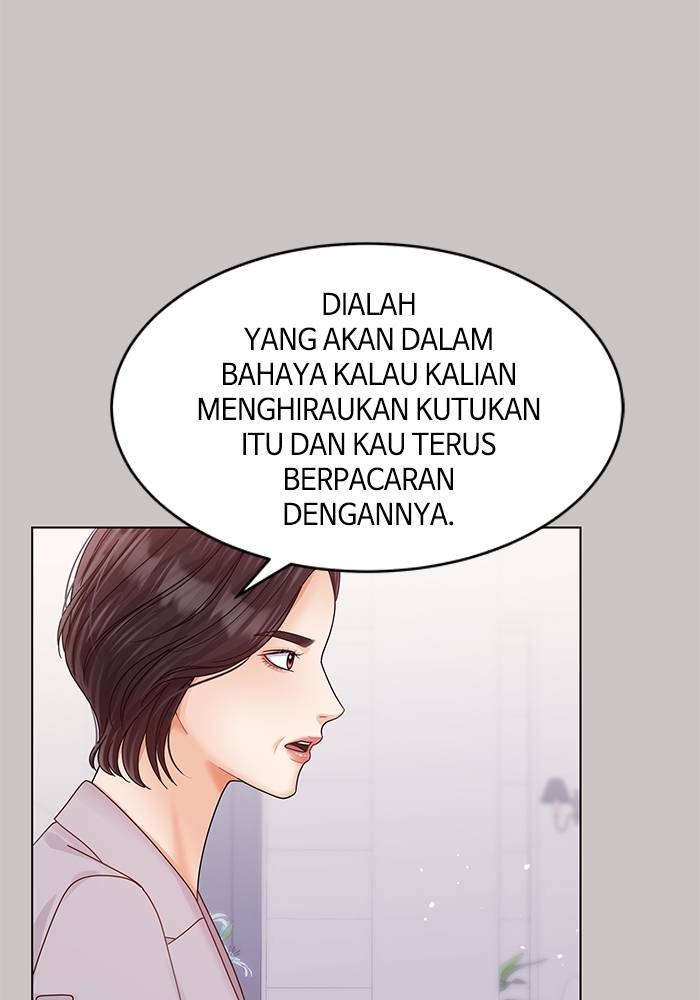 DIALAH
YANG AKAN DALAM
BAHAYA KALAU KALIAN
MENGHIRAUKAN KUTUKAN
ITU DAN KAU TERUS
BERPACARAN
DENGANNYA.